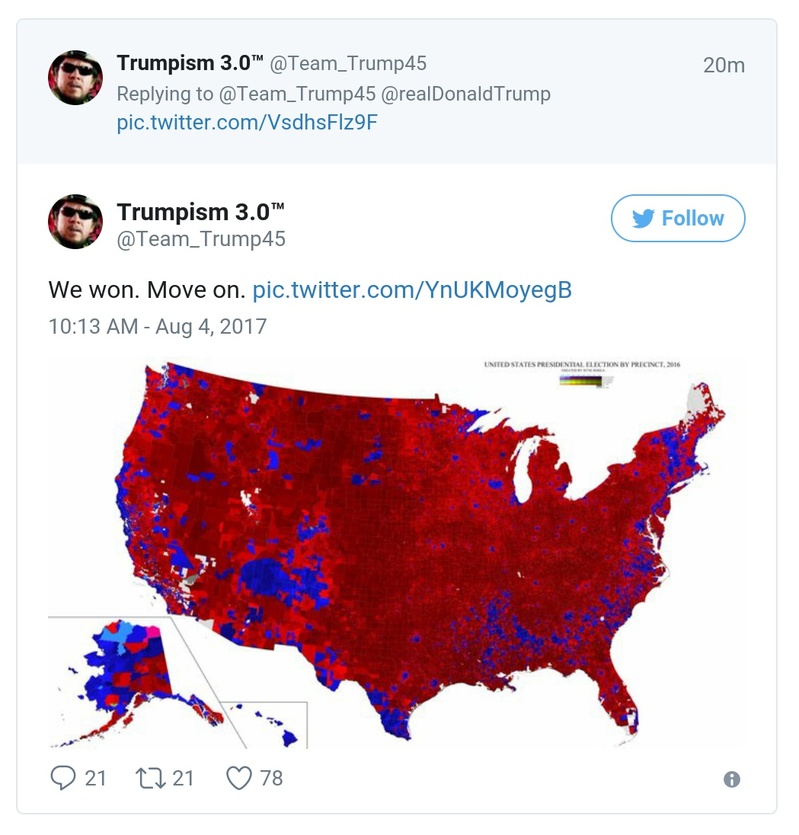 Trumpism 3.0™ @Team_Trump45 20m
Replying to @Team_Trump45 @realDonaldTrump
pic.twitter.com/VsdhsFlz9F
Trumpism 3.0™ Follow
@Team_Trump45
We won. Move on. pic.twitter.com/YnUKMoyegB
10:13 AM - Aug 4, 2017
UNITED STATES PRESIDENTIAL ELECTION BY PRECINCT, 2016
21 21 78